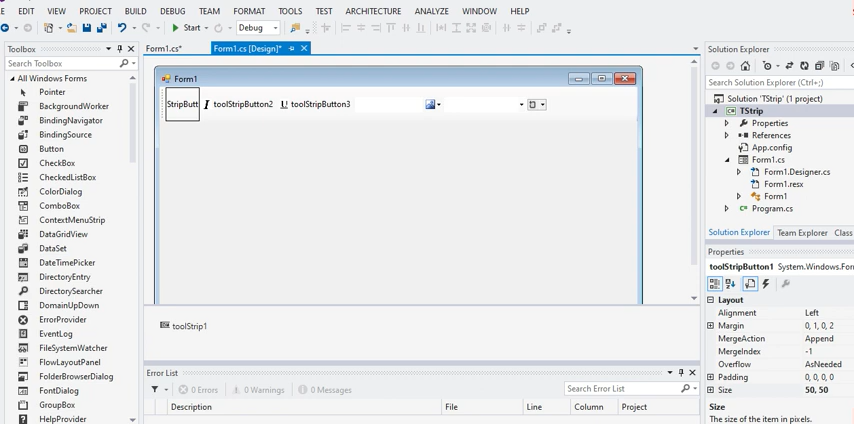 E EDIT VIEW PROJECT BUILD DEBUG TEAM FORMAT TOOLS TEST ARCHITECTURE ANALYZE WINDOW HELP
Start Debug
Toolbox
Search Toolbox
All Windows Forms
Pointer
BackgroundWorker
BindingNavigator
BindingSource
Button
CheckBox
CheckedListBox
ColorDialog
ComboBox
ContextMenuStrip
DataGridView
DataSet
DateTimePicker
DirectoryEntry
DirectorySearcher
DomainUpDown
ErrorProvider
EventLog
FileSystemWatcher
FlowLayoutPanel
FolderBrowserDialog
FontDialog
GroupBox
HelpProvider
Form1.cs* Form1.cs [Design]*
Form1
StripButt I toolStripButton2 U toolStripButton3
toolStrip1
Error List
0 Errors 0 Warnings 0 Messages Search Error List
Description File Line Column Project
Solution Explorer
Search Solution Explorer (Ctrl+;)
Solution 'TStrip' (1 project)
TStrip
Properties
References
App.config
Form1.cs
Form1.Designer.cs
Form1.resx
Form1
Program.cs
Solution Explorer Team Explorer Class
Properties
toolStripButton1 System.Windows.For
Layout
Alignment Left
Margin 0, 1, 0, 2
MergeAction Append
MergeIndex -1
Overflow AsNeeded
Padding 0, 0, 0, 0
Size 50, 50
Size
The size of the item in pixels.